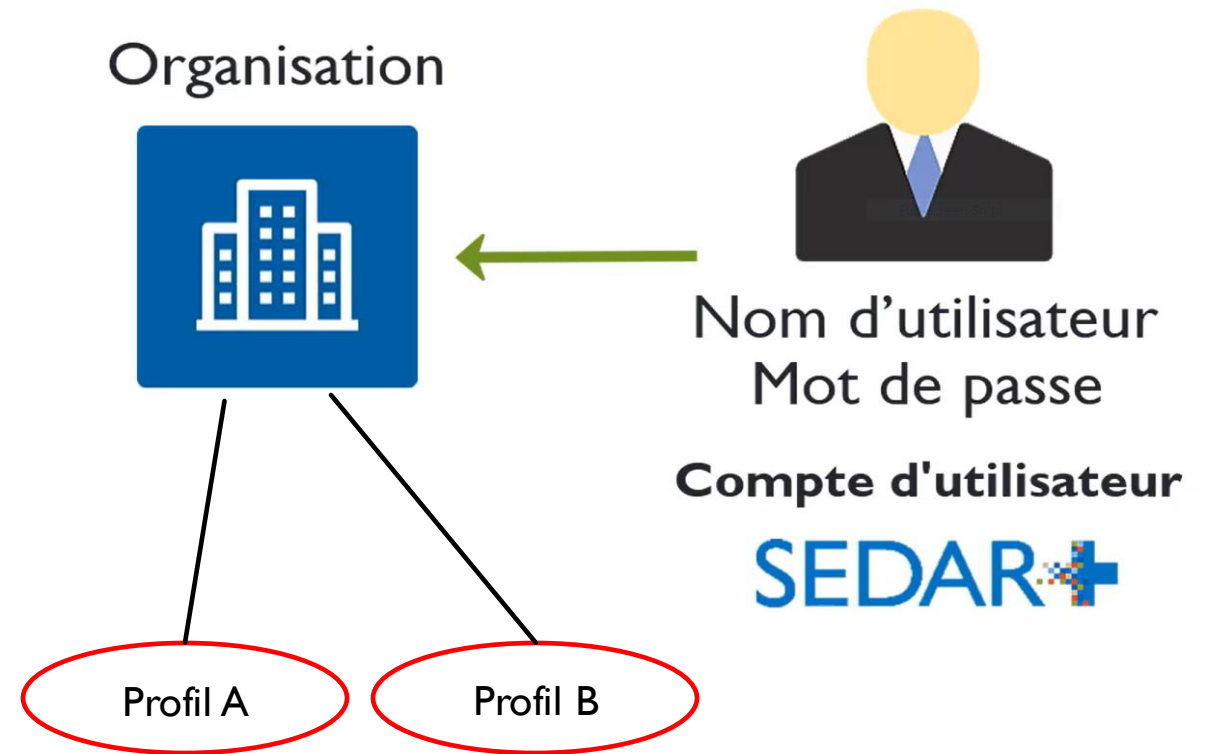 Organisation
Nom d’utilisateur
Mot de passe
Compte d'utilisateur
SEDAR+
Profil A
Profil B